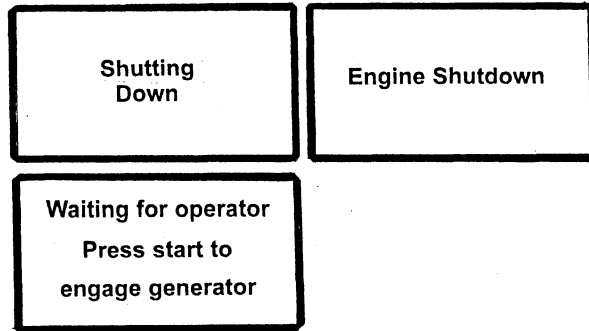 Shutting
Down
Engine Shutdown
Waiting for operator
Press start to
engage generator